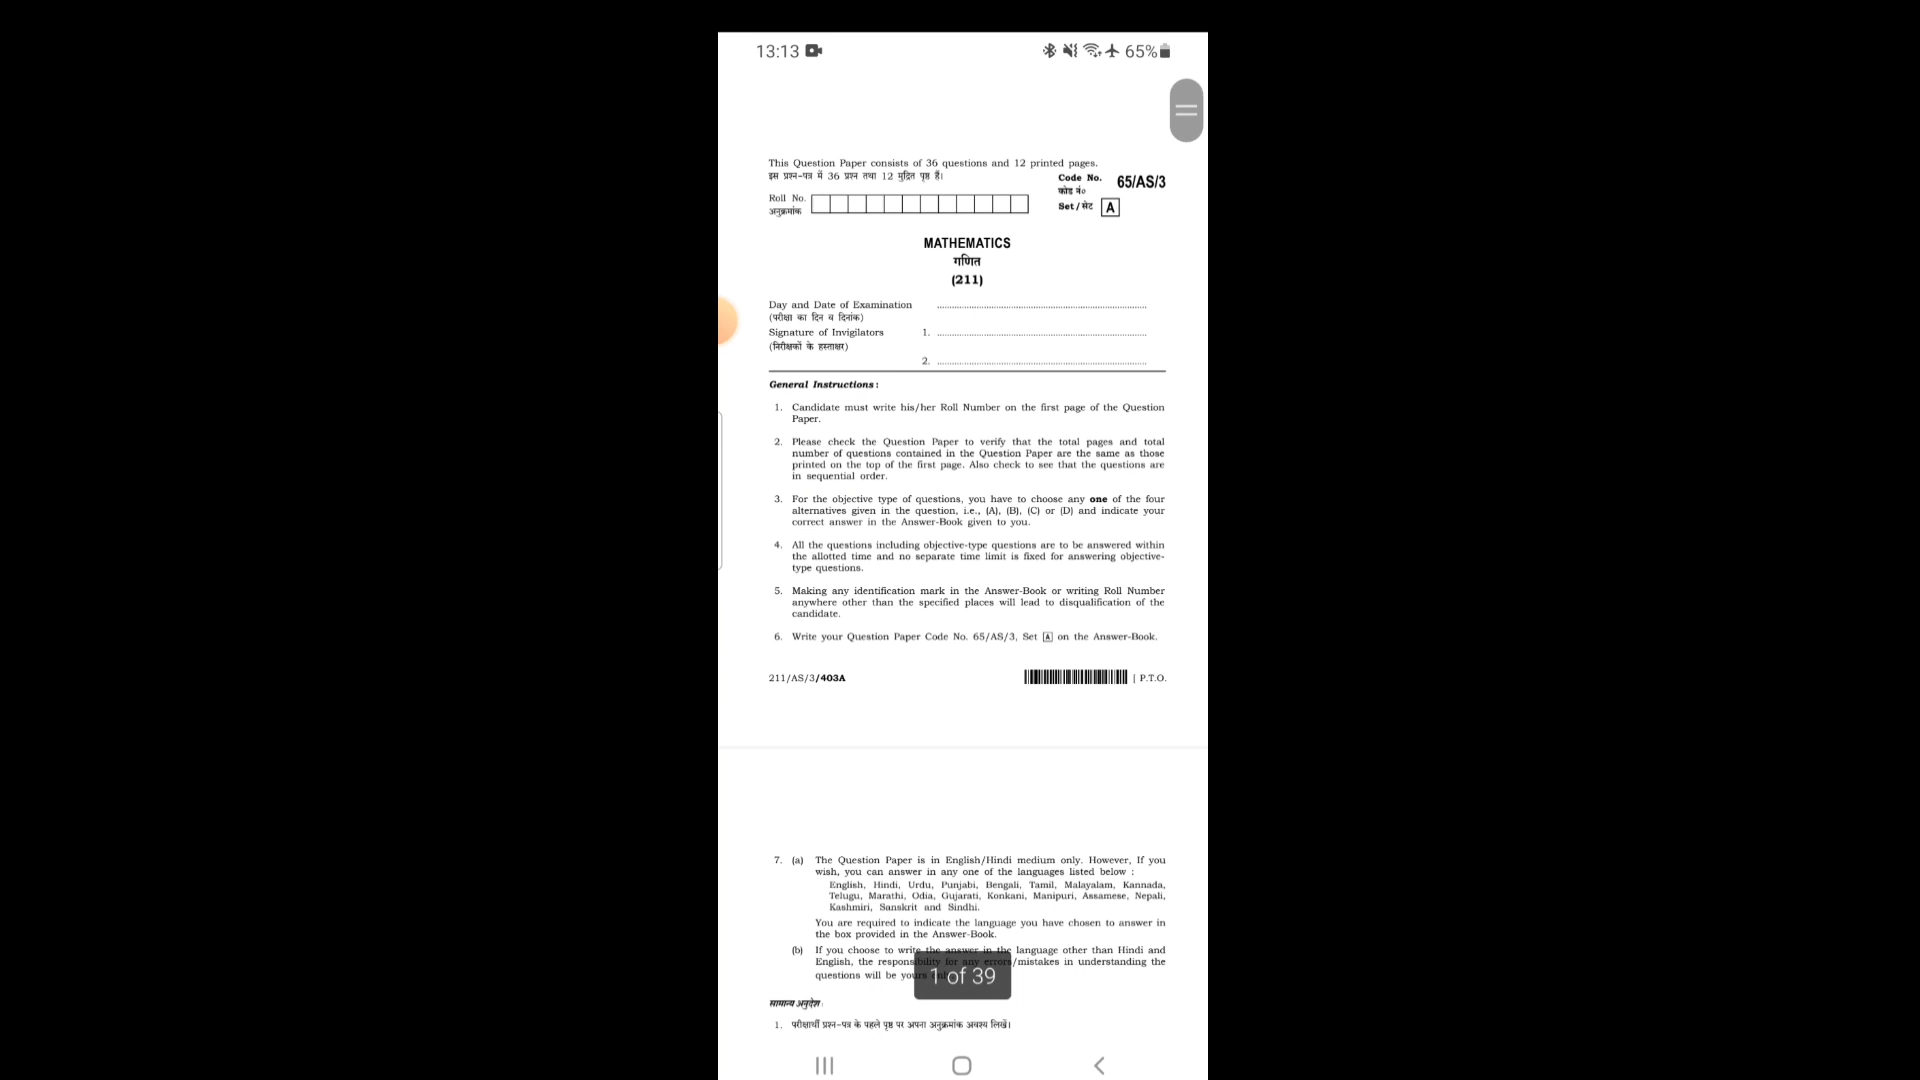 13:13 65%
This Question Paper consists of 36 questions and 12 printed pages.
इस प्रश्न-पत्र में 36 प्रश्न तथा 12 मुद्रित पृष्ठ हैं।
Code No. 65/AS/3
कोड नं०
Roll No.
अनुक्रमांक
Set/सेट A
MATHEMATICS
गणित
(211)
Day and Date of Examination
(परीक्षा का दिन व दिनांक)
Signature of Invigilators 1.
(निरीक्षकों के हस्ताक्षर)
2.
General Instructions :
1. Candidate must write his/her Roll Number on the first page of the Question
Paper.
2. Please check the Question Paper to verify that the total pages and total
number of questions contained in the Question Paper are the same as those
printed on the top of the first page. Also check to see that the questions are
in sequential order.
3. For the objective type of questions, you have to choose any one of the four
alternatives given in the question, i.e., (A), (B), (C) or (D) and indicate your
correct answer in the Answer-Book given to you.
4. All the questions including objective-type questions are to be answered within
the allotted time and no separate time limit is fixed for answering objective-
type questions.
5. Making any identification mark in the Answer-Book or writing Roll Number
anywhere other than the specified places will lead to disqualification of the
candidate.
6. Write your Question Paper Code No. 65/AS/3, Set A on the Answer-Book.
211/AS/3/403A | P.T.O.
7. (a) The Question Paper is in English/Hindi medium only. However, If you
wish, you can answer in any one of the languages listed below :
English, Hindi, Urdu, Punjabi, Bengali, Tamil, Malayalam, Kannada,
Telugu, Marathi, Odia, Gujarati, Konkani, Manipuri, Assamese, Nepali,
Kashmiri, Sanskrit and Sindhi.
You are required to indicate the language you have chosen to answer in
the box provided in the Answer-Book.
(b) If you choose to write the answer in the language other than Hindi and
English, the responsibility for any errors/mistakes in understanding the
questions will be
1 of 39
सामान्य अनुदेश :
1. परीक्षार्थी प्रश्न-पत्र के पहले पृष्ठ पर अपना अनुक्रमांक अवश्य लिखें।